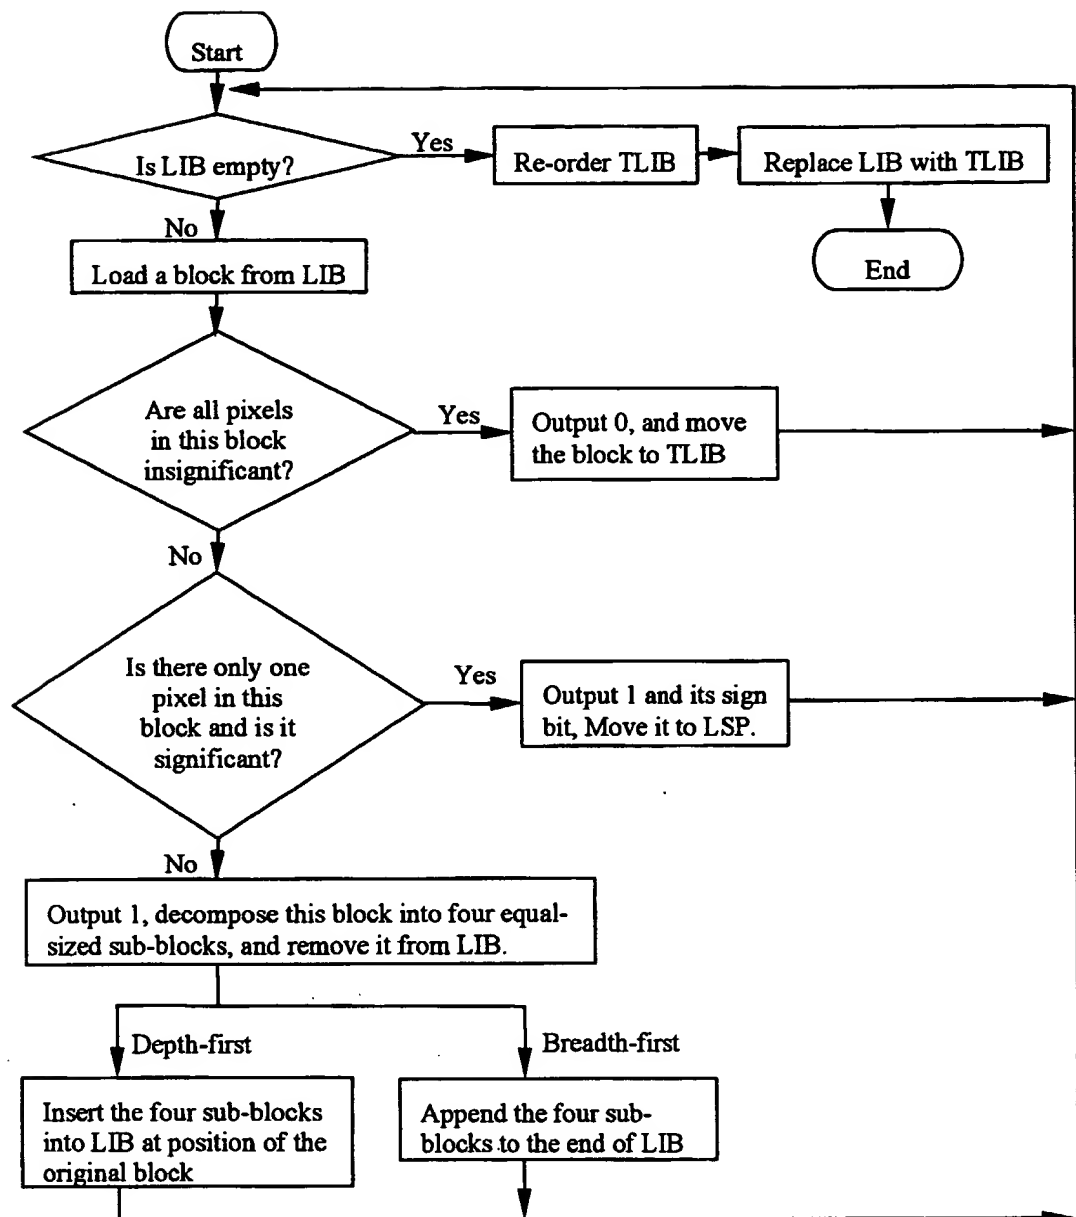 Start
Is LIB empty?
Yes
Re-order TLIB
Replace LIB with TLIB
No
Load a block from LIB
End
Are all pixels
in this block
insignificant?
Yes
Output 0, and move
the block to TLIB
No
Is there only one
pixel in this
block and is it
significant?
Yes
Output 1 and its sign
bit, Move it to LSP.
No
Output 1, decompose this block into four equal-
sized sub-blocks, and remove it from LIB.
Depth-first
Breadth-first
Insert the four sub-blocks
into LIB at position of the
original block
Append the four sub-
blocks to the end of LIB